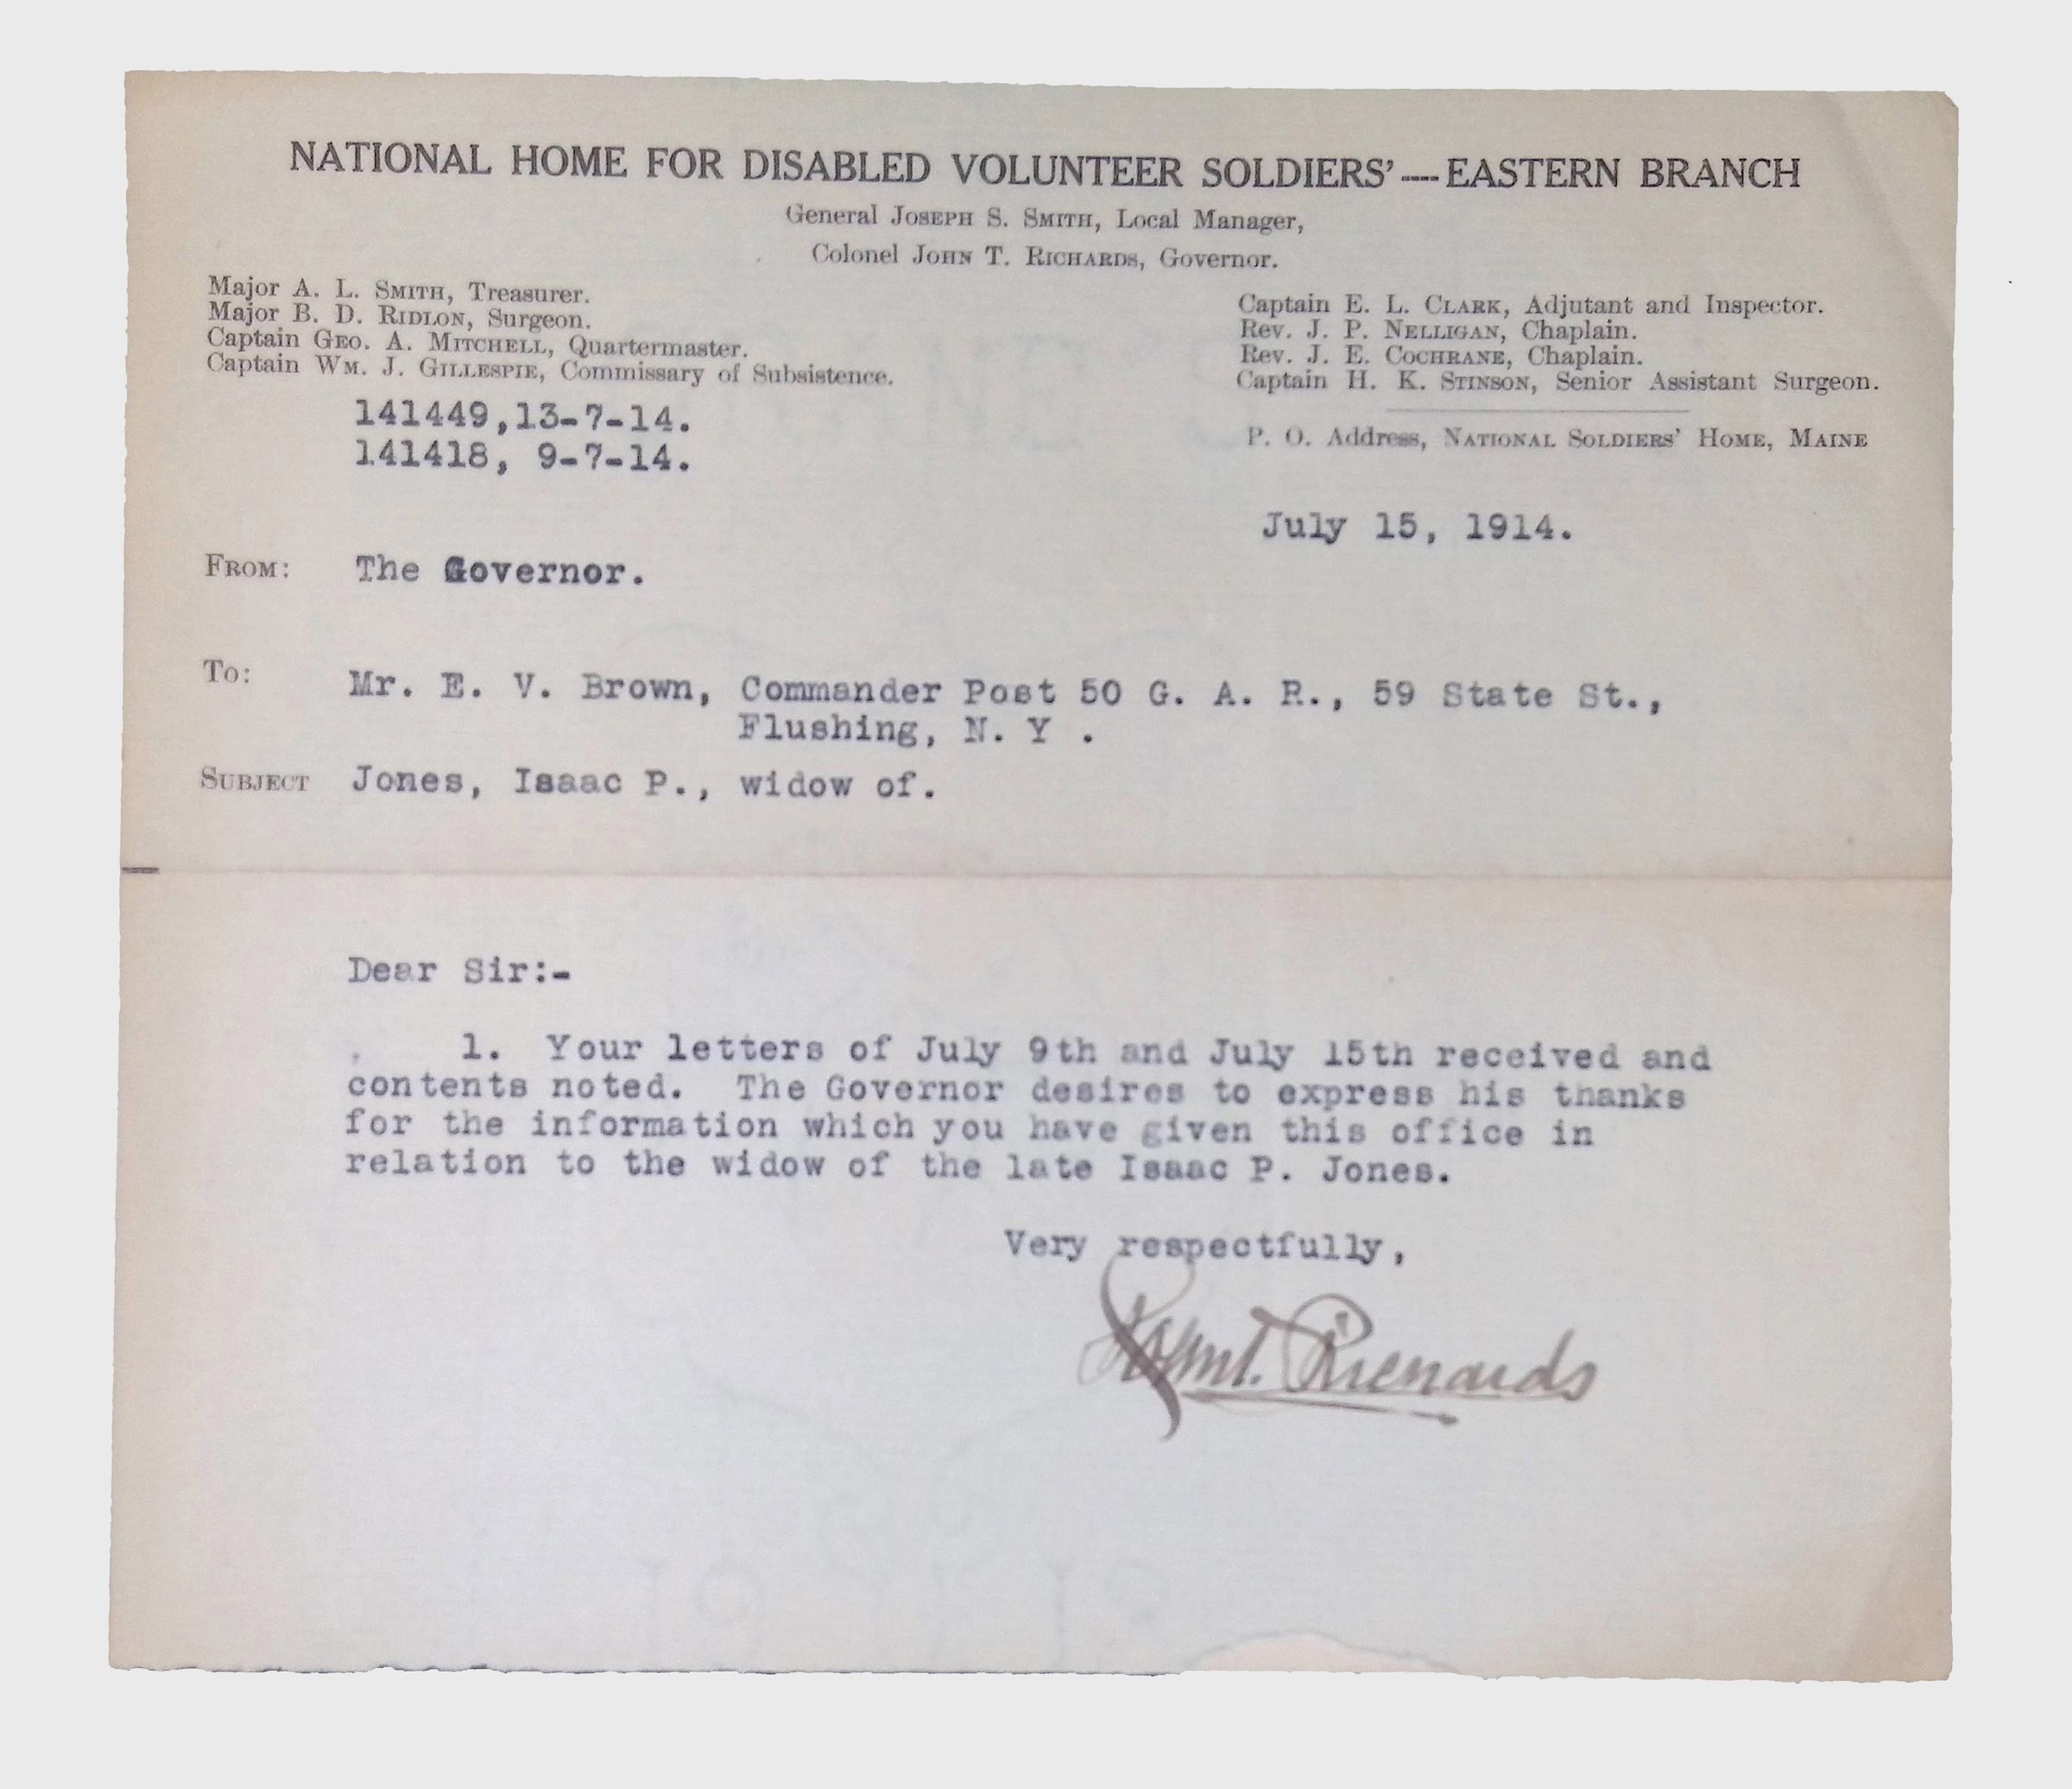 NATIONAL HOME FOR DISABLED VOLUNTEER SOLDIERS' — EASTERN BRANCH
General JOSEPH S. SMITH, Local Manager,
Colonel JOHN T. RICHARDS, Governor.
Major A. L. SMITH, Treasurer.
Major B. D. RIDLON, Surgeon.
Captain GEO. A. MITCHELL, Quartermaster.
Captain WM. J. GILLESPIE, Commissary of Subsistence.
Captain E. L. CLARK, Adjutant and Inspector.
Rev. J. P. NELLIGAN, Chaplain.
Rev. J. E. COCHRANE, Chaplain.
Captain H. K. STINSON, Senior Assistant Surgeon.
P. O. Address, NATIONAL SOLDIERS' HOME, MAINE
141449,13-7-14.
141418, 9-7-14.
July 15, 1914.
FROM: The Governor.
To: Mr. E. V. Brown, Commander Post 50 G. A. R., 59 State St.,
Flushing, N. Y .
SUBJECT Jones, Isaac P., widow of.
Dear Sir:-
1. Your letters of July 9th and July 15th received and
contents noted. The Governor desires to express his thanks
for the information which you have given this office in
relation to the widow of the late Isaac P. Jones.
Very respectfully,
John T. Richards